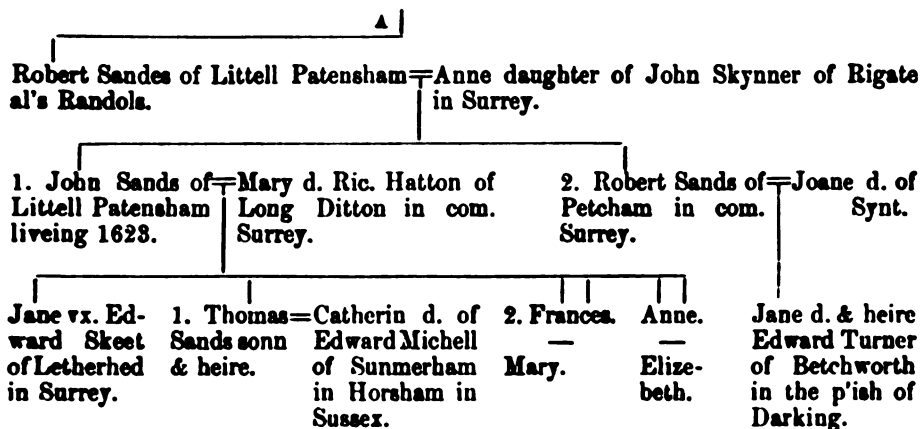 A
Robert Sandes of Littell Patensham
al's Randols.
Anne daughter of John Skynner of Rigate
in Surrey.
1. John Sands of
Littell Patensham
liveing 1623.
Mary d. Ric. Hatton of
Long Ditton in com.
Surrey.
2. Robert Sands of
Petcham in com.
Surrey.
Joane d. of
Synt.
Jane vx. Ed-
ward Skeet
of Letherhed
in Surrey.
1. Thomas
Sands sonn
& heire.
Catherin d. of
Edward Michell
of Sunmerham
in Horsham in
Sussex.
2. Frances.
—
Mary.
Anne.
—
Elize-
beth.
Jane d. & heire
Edward Turner
of Betchworth
in the p'ish of
Darking.